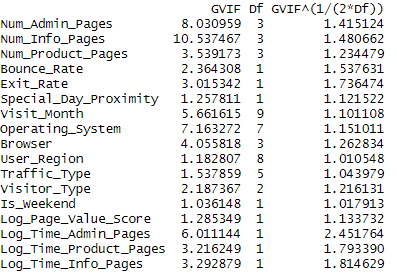 GVIF Df GVIF^(1/(2*Df))
Num_Admin_Pages 8.030959 3 1.415124
Num_Info_Pages 10.537467 3 1.480662
Num_Product_Pages 3.539173 3 1.234479
Bounce_Rate 2.364308 1 1.537631
Exit_Rate 3.015342 1 1.736474
Special_Day_Proximity 1.257811 1 1.121522
Visit_Month 5.661615 9 1.101108
Operating_System 7.163272 7 1.151011
Browser 4.055818 3 1.262834
User_Region 1.182807 8 1.010548
Traffic_Type 1.537859 5 1.043979
Visitor_Type 2.187367 2 1.216131
Is_Weekend 1.036148 1 1.017913
Log_Page_Value_Score 1.285349 1 1.133732
Log_Time_Admin_Pages 6.011144 1 2.451764
Log_Time_Product_Pages 3.216249 1 1.793390
Log_Time_Info_Pages 3.292879 1 1.814629